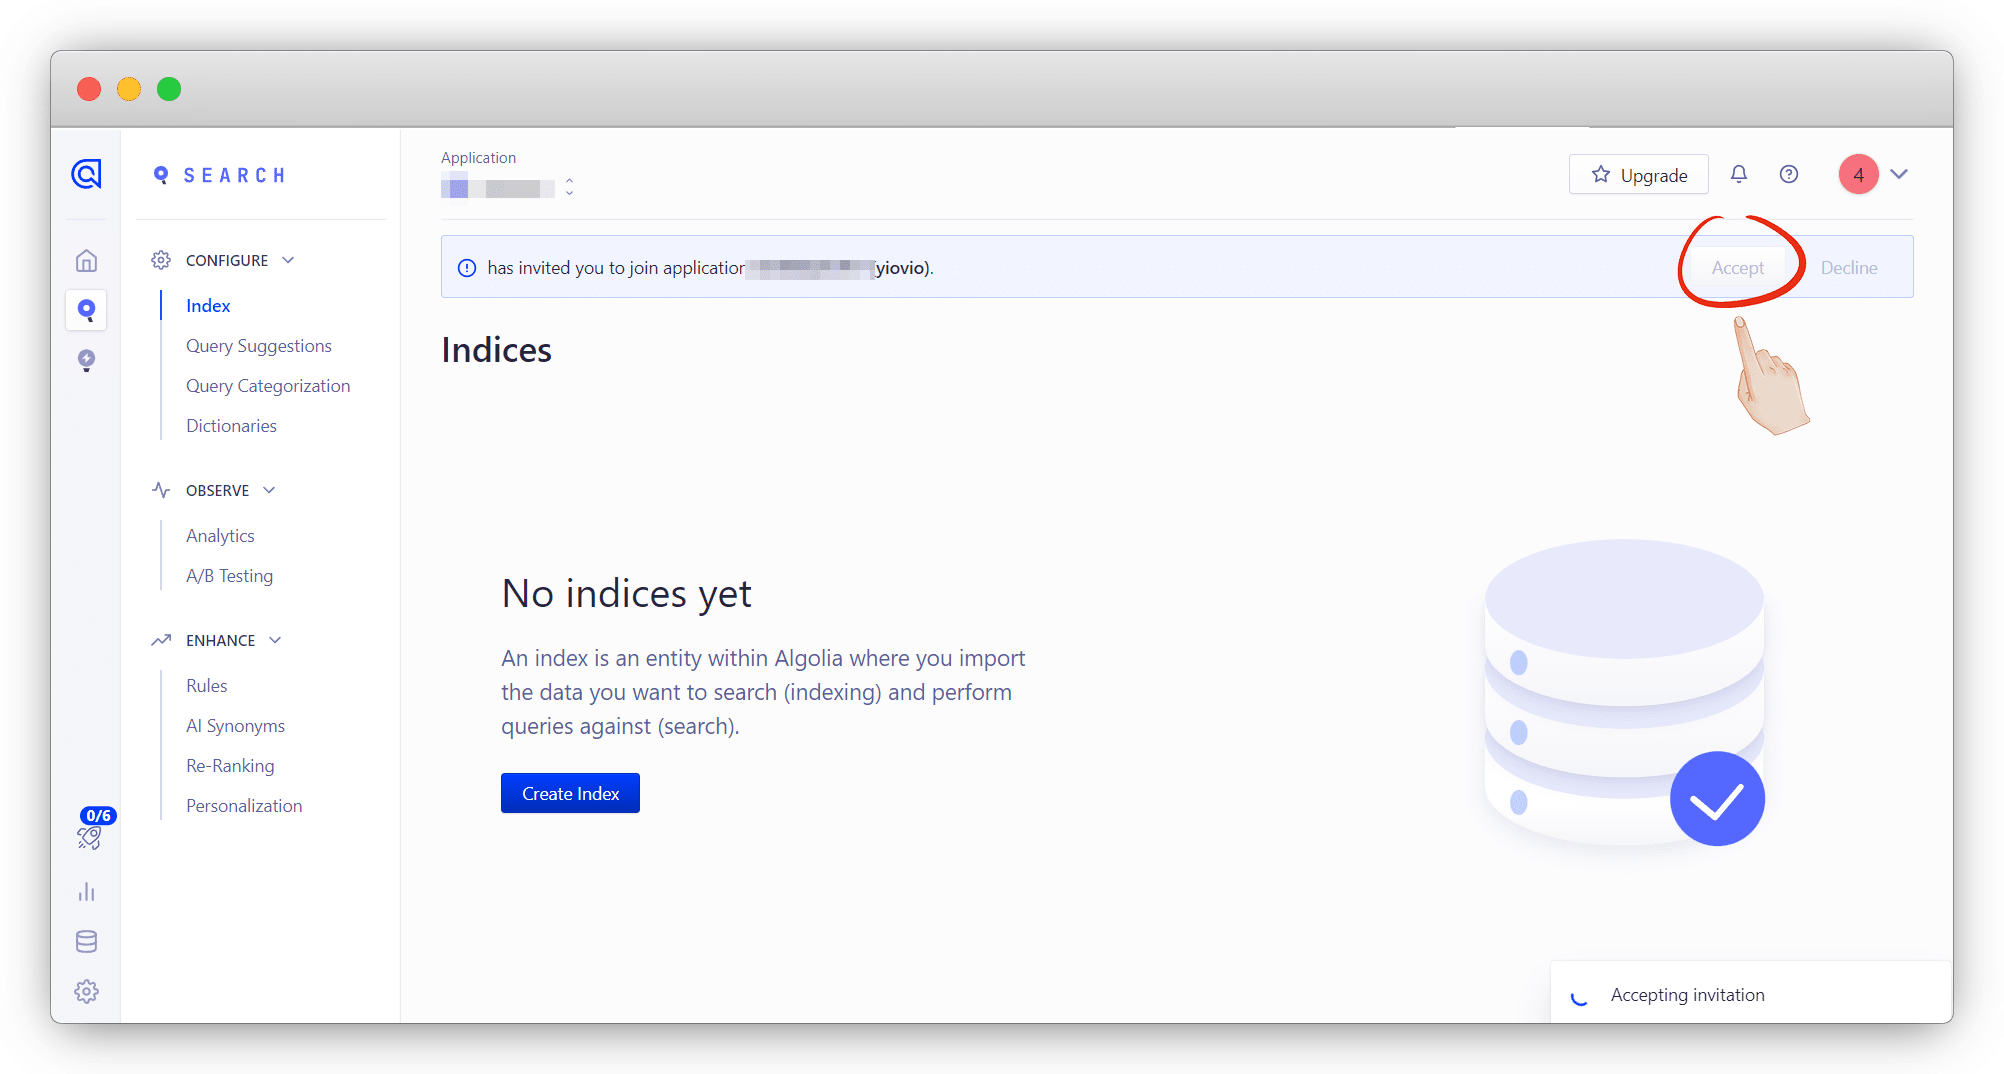 SEARCH
CONFIGURE
Index
Query Suggestions
Query Categorization
Dictionaries
OBSERVE
Analytics
A/B Testing
ENHANCE
Rules
AI Synonyms
Re-Ranking
Personalization
0/6
Application
Upgrade
4
has invited you to join application yiovio).
Accept
Decline
Indices
No indices yet
An index is an entity within Algolia where you import
the data you want to search (indexing) and perform
queries against (search).
Create Index
Accepting invitation